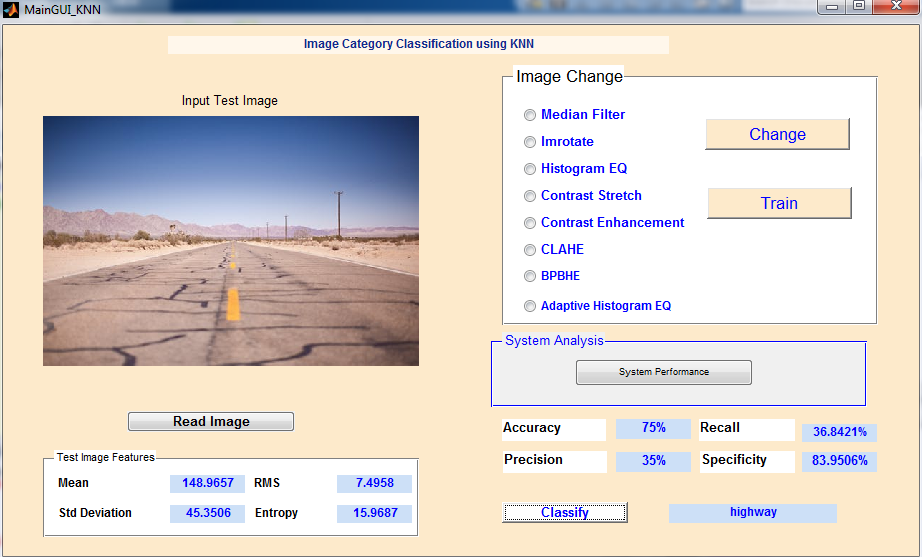 MainGUI_KNN
Image Category Classification using KNN
Input Test Image
Read Image
Test Image Features
Mean 148.9657 RMS 7.4958
Std Deviation 45.3506 Entropy 15.9687
Image Change
Median Filter
Imrotate
Histogram EQ
Contrast Stretch
Contrast Enhancement
CLAHE
BPBHE
Adaptive Histogram EQ
Change
Train
System Analysis
System Performance
Accuracy 75% Recall 36.8421%
Precision 35% Specificity 83.9506%
Classify highway